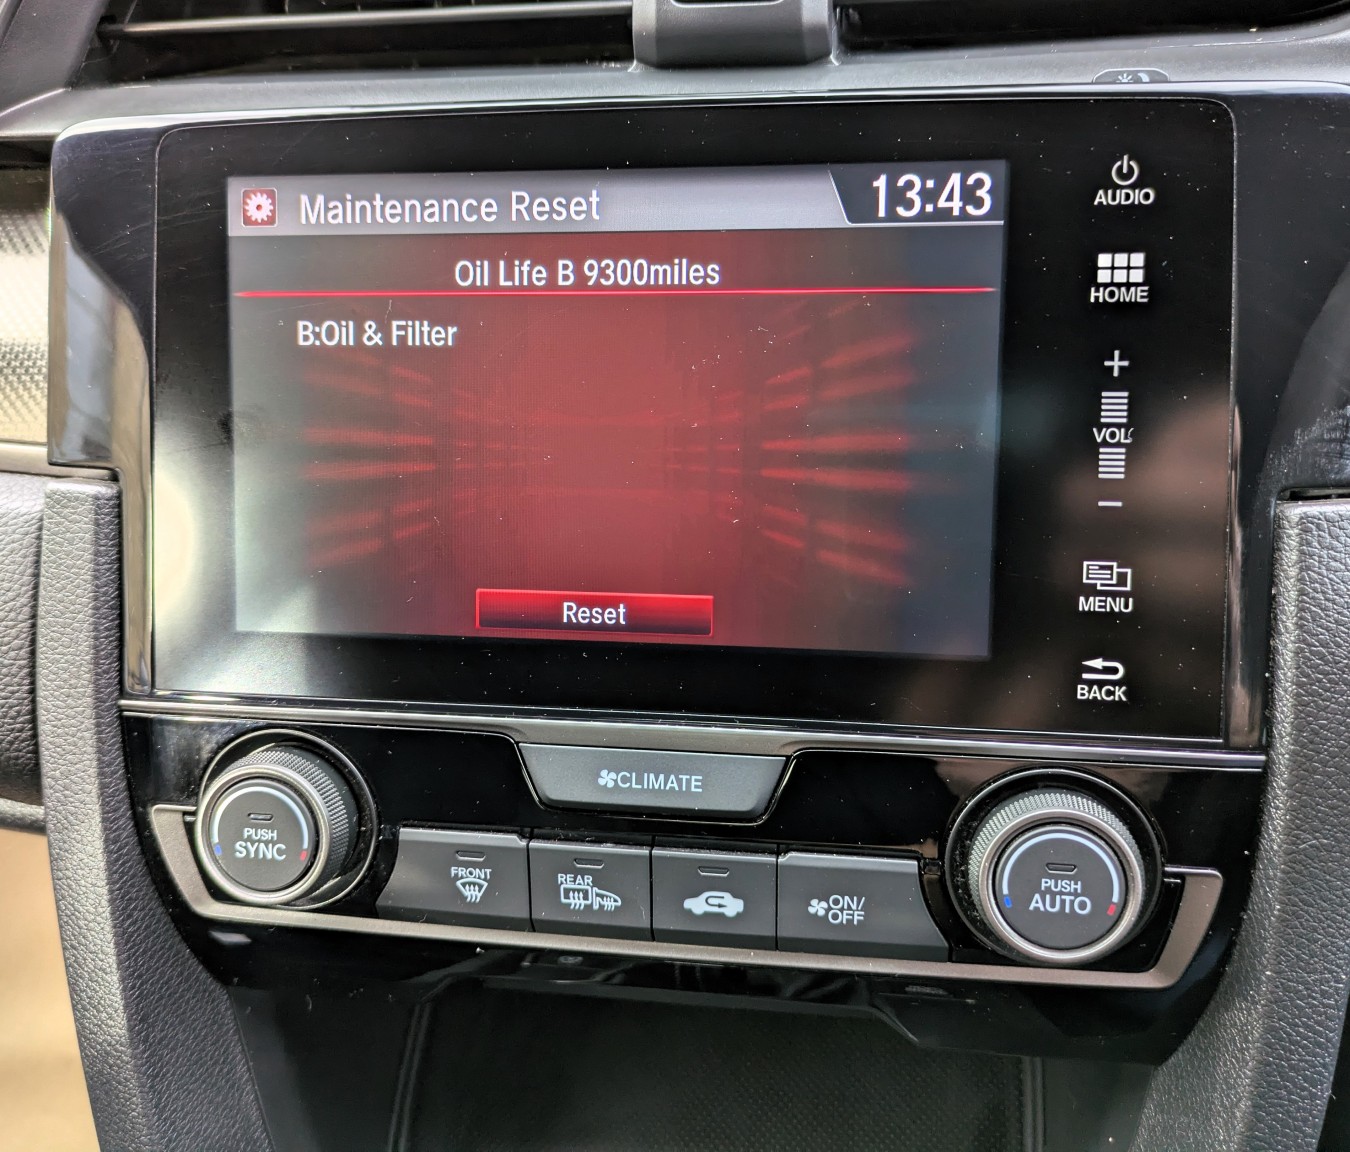 Maintenance Reset
13:43
Oil Life B 9300miles
B:Oil & Filter
Reset
AUDIO
HOME
+
VOL
−
MENU
BACK
CLIMATE
PUSH
SYNC
FRONT
REAR
ON/
OFF
PUSH
AUTO